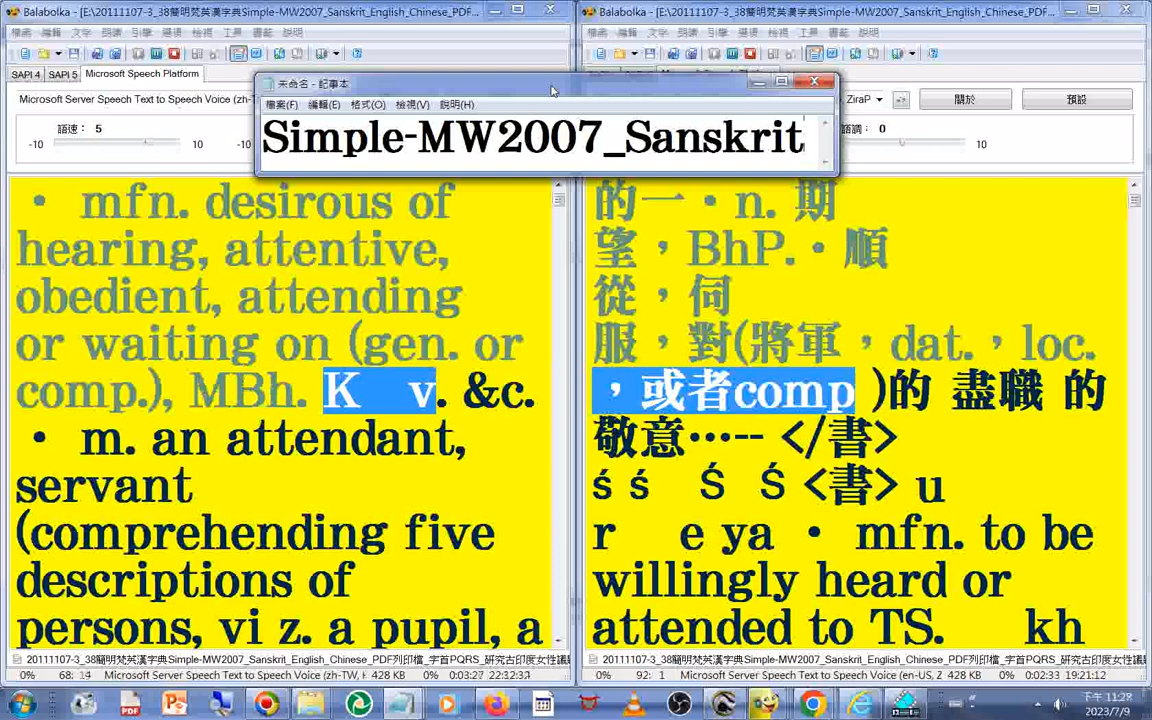 Balabolka - [E:\20111107-3_38簡明梵英漢字典Simple-MW2007_Sanskrit_English_Chinese_PDF...
Balabolka - [E:\20111107-3_38簡明梵英漢字典Simple-MW2007_Sanskrit_English_Chinese_PDF...
SAPI 4 SAPI 5 Microsoft Speech Platform
未命名 - 記事本
檔案(F) 編輯(E) 格式(O) 檢視(V) 說明(H)
Simple-MW2007_Sanskrit
Microsoft Server Speech Text to Speech Voice (zh-
ZiraP
關於
預設
語速： 5
語調： 0
-10 10
10
• mfn. desirous of
hearing, attentive,
obedient, attending
or waiting on (gen. or
comp.), MBh. K v. &c.
• m. an attendant,
servant
(comprehending five
descriptions of
persons, vi z. a pupil, a
的一‧n. 期
望，BhP.‧順
從，伺
服，對(將軍，dat.，loc.
，或者comp )的 盡職 的
敬意…-- </書>
ś ś Ś Ś <書> u
r e ya • mfn. to be
willingly heard or
attended to TS. kh
20111107-3_38簡明梵英漢字典Simple-MW2007_Sanskrit_English_Chinese_PDF列印檔_字首PQRS_研究古印度女性議
20111107-3_38簡明梵英漢字典Simple-MW2007_Sanskrit_English_Chinese_PDF列印檔_字首PQRS_研究古印度女性議
0% 68: 14 Microsoft Server Speech Text to Speech Voice (zh-TW, H 428 KB 0:03:27 22:32:33
0% 92: 1 Microsoft Server Speech Text to Speech Voice (en-US, Z 428 KB 0:02:33 19:21:12
下午 11:28
2023/7/9